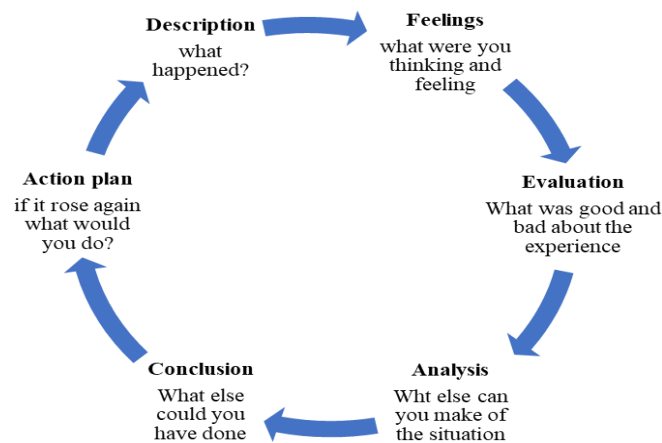 Description
what
happened?
Feelings
what were you
thinking and
feeling
Evaluation
What was good and
bad about the
experience
Analysis
Wht else can
you make of
the situation
Conclusion
What else
could you
have done
Action plan
if it rose again
what would
you do?